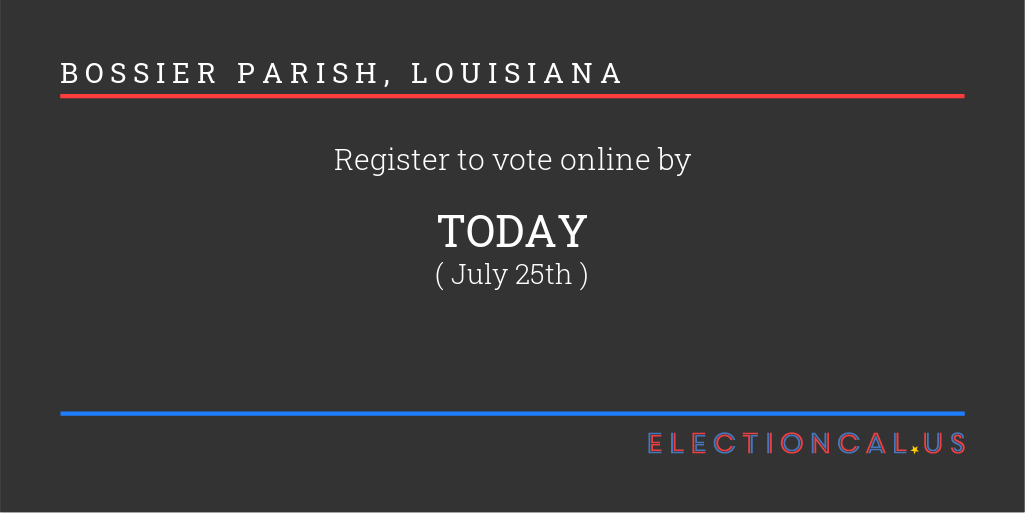 BOSSIER PARISH, LOUISIANA
Register to vote online by
TODAY
( July 25th )
ELECTIONCAL.US